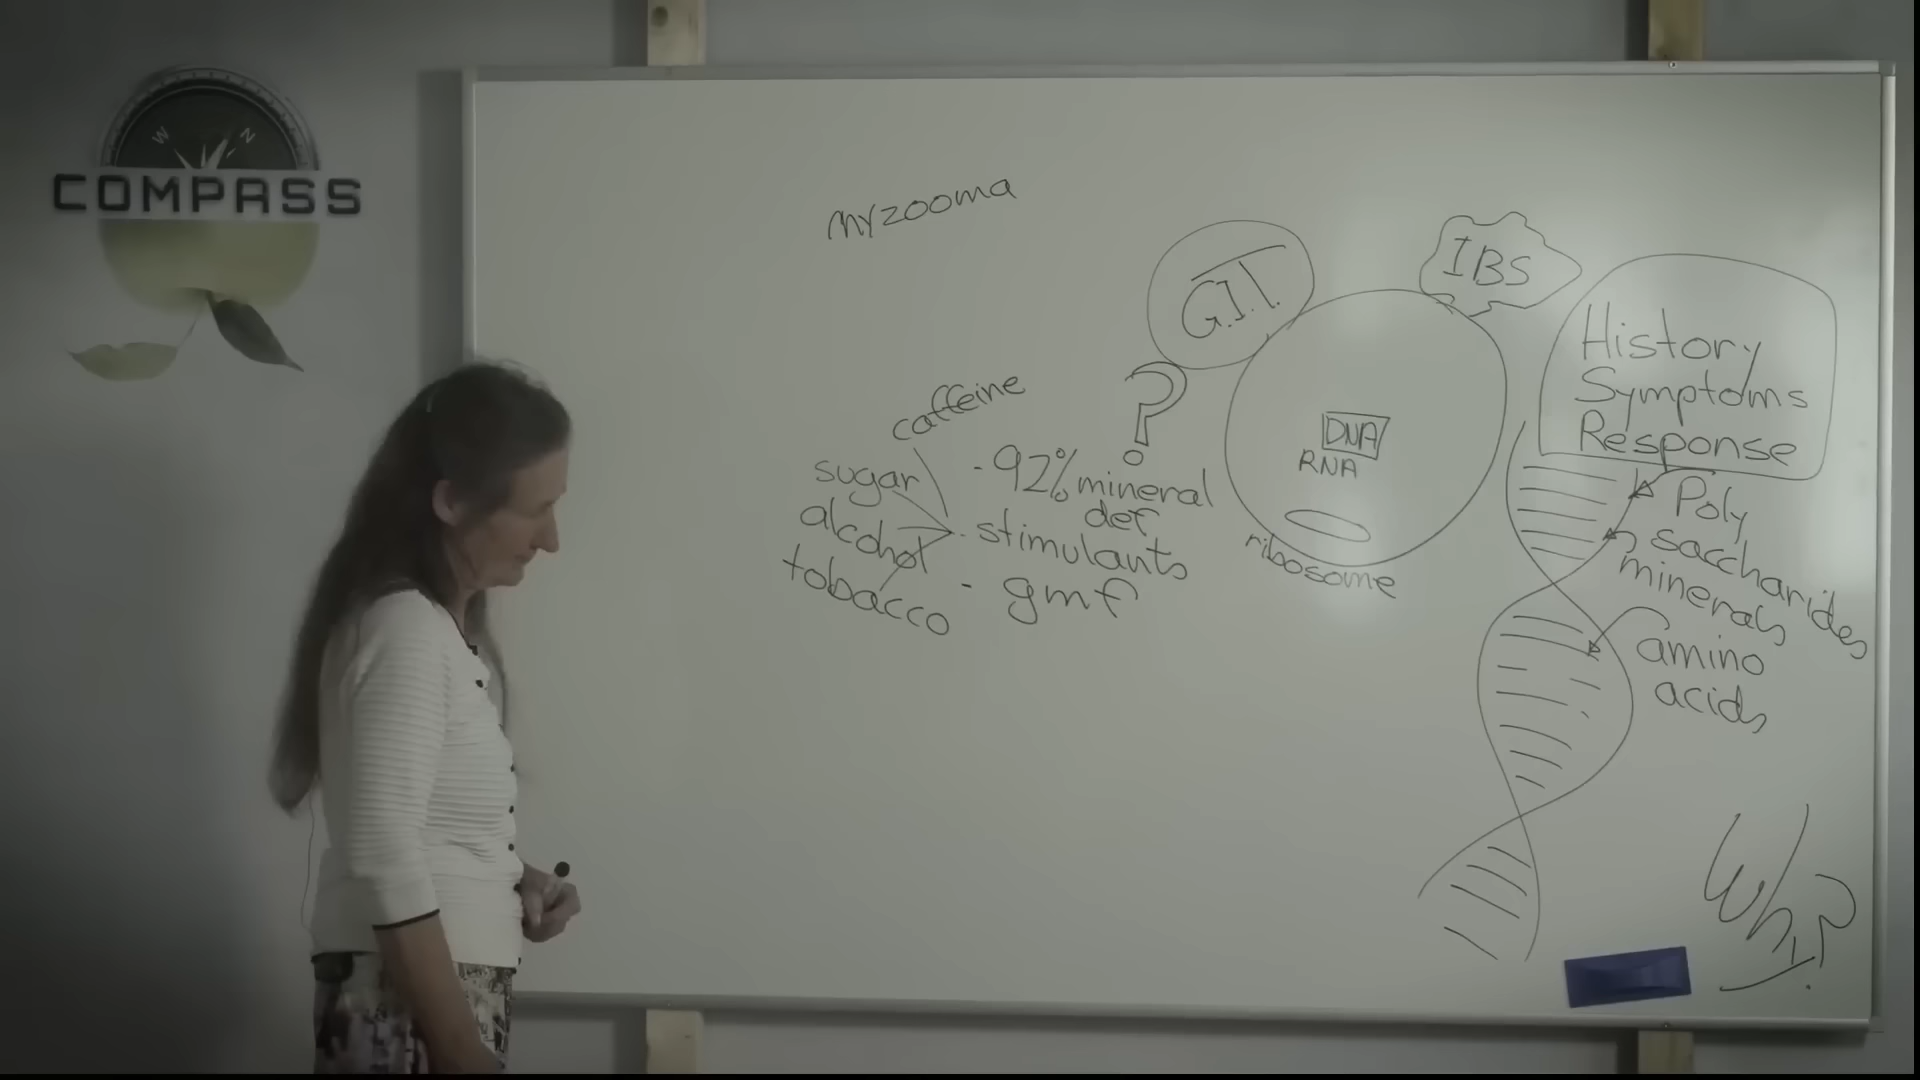 W N
COMPASS
myzooma
G.I.T.
IBS
History
Symptoms
Response
DNA
RNA
ribosome
?
caffeine
sugar
alcohol
tobacco
- 92% mineral
def
- stimulants
- gmf
Poly
saccharides
minerals
amino
acids
Why?